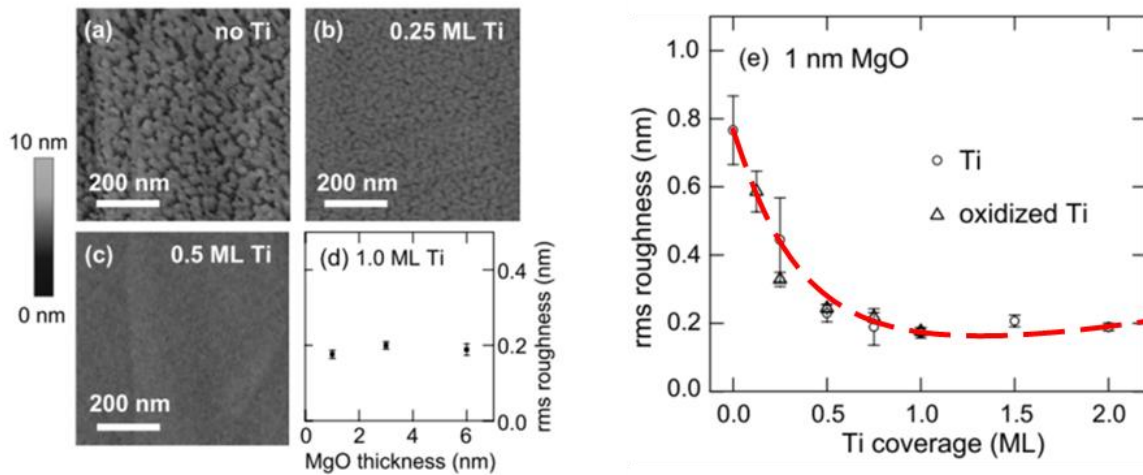 (a) no Ti
200 nm
(b) 0.25 ML Ti
200 nm
10 nm
0 nm
(c) 0.5 ML Ti
200 nm
(d) 1.0 ML Ti
0.4
0.2
0.0
rms roughness (nm)
0 2 4 6
MgO thickness (nm)
(e) 1 nm MgO
1.0
0.8
0.6
0.4
0.2
0.0
rms roughness (nm)
Ti
oxidized Ti
0.0 0.5 1.0 1.5 2.0
Ti coverage (ML)